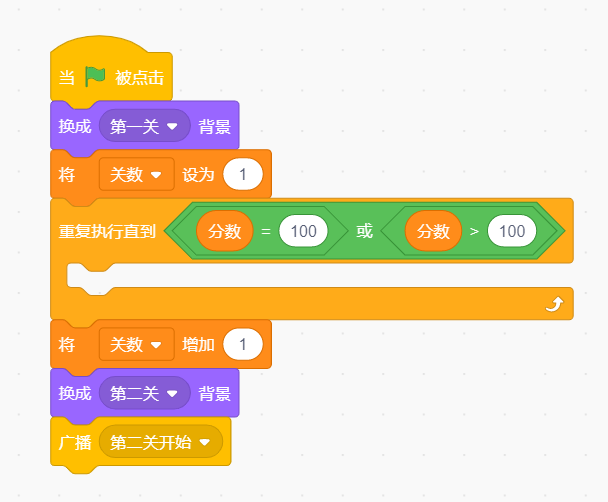 当 被点击
换成 第一关 背景
将 关数 设为 1
重复执行直到 分数 = 100 或 分数 > 100
将 关数 增加 1
换成 第二关 背景
广播 第二关开始